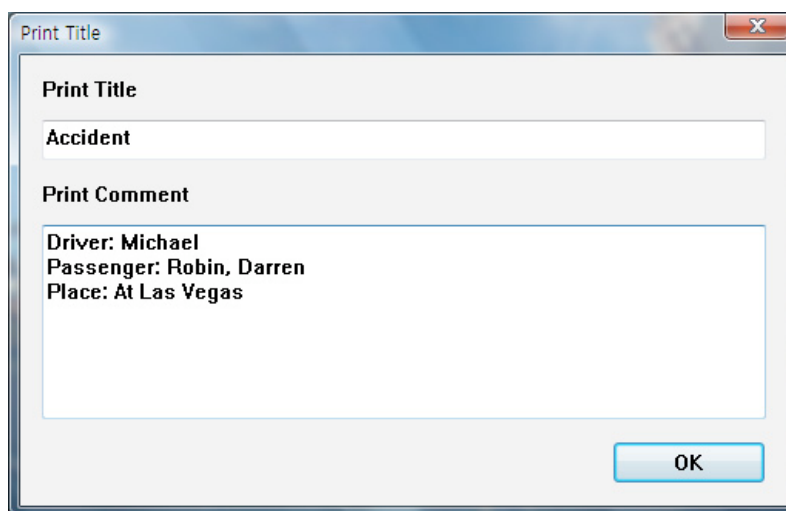 Print Title
Print Title
Accident
Print Comment
Driver: Michael
Passenger: Robin, Darren
Place: At Las Vegas
OK